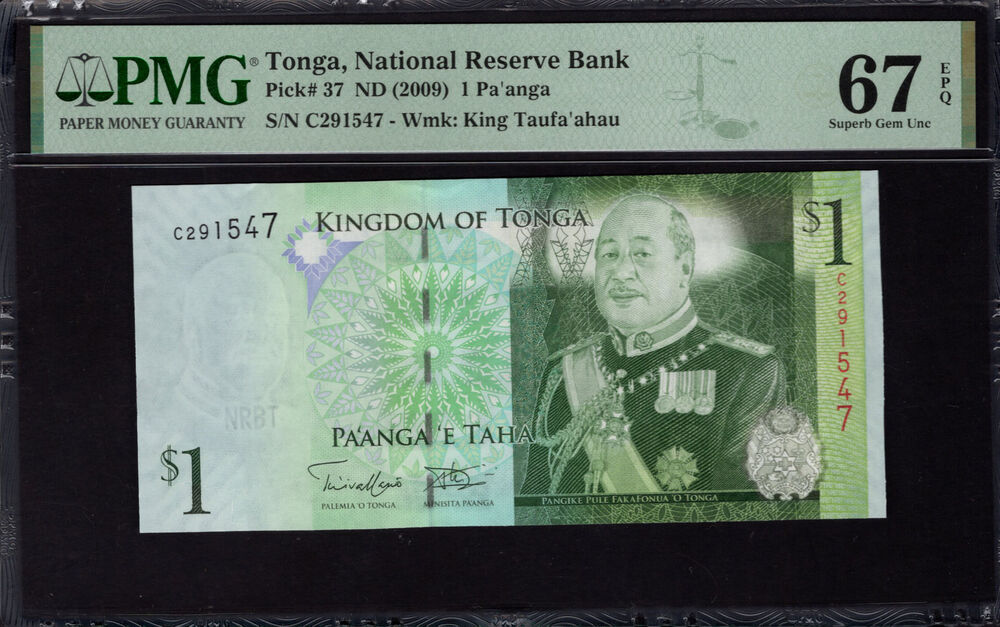 PMG®
PAPER MONEY GUARANTY
Tonga, National Reserve Bank
Pick# 37 ND (2009) 1 Pa'anga
S/N C291547 - Wmk: King Taufa'ahau
67 EPQ
Superb Gem Unc
C291547
KINGDOM OF TONGA
$1
C291547
NRBT
PA'ANGA 'E TAHA
$1
PALEMIA 'O TONGA
MINISITA PA'ANGA
PANGIKE PULE FAKAFONUA 'O TONGA